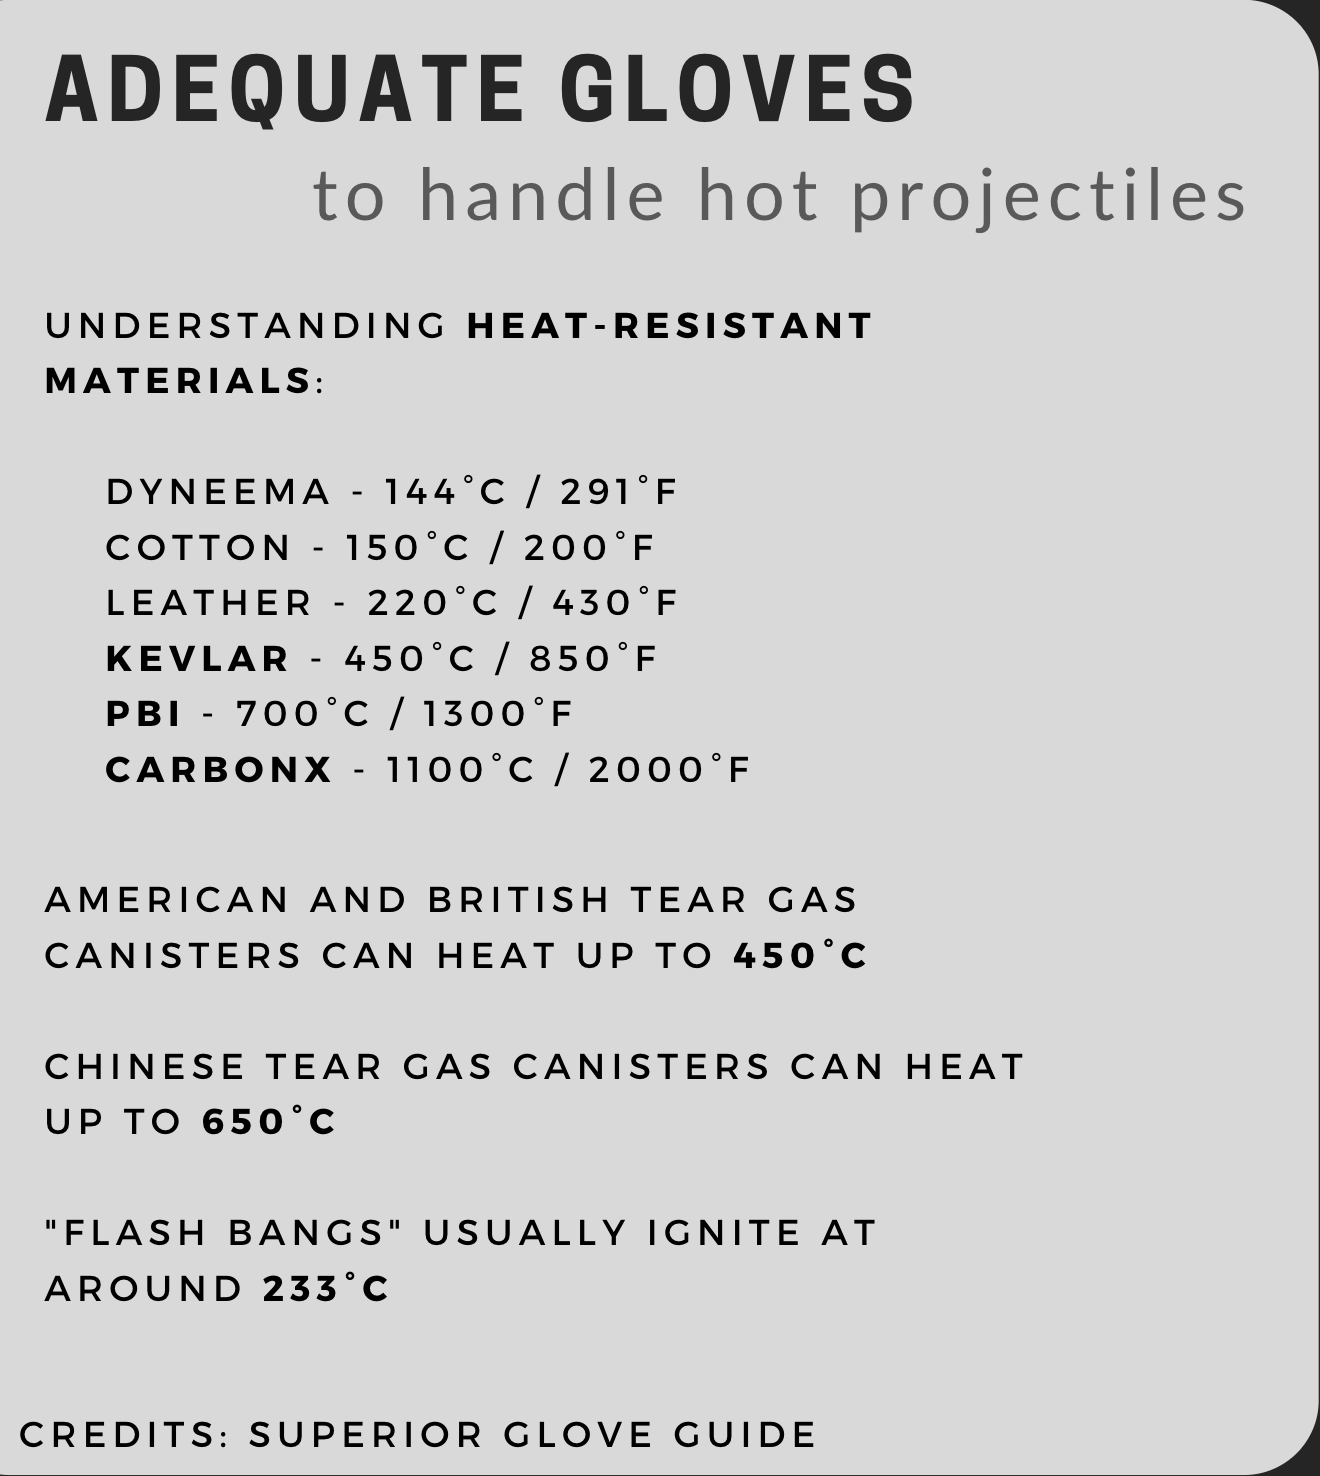 ADEQUATE GLOVES
to handle hot projectiles
UNDERSTANDING HEAT-RESISTANT
MATERIALS:
DYNEEMA - 144°C / 291°F
COTTON - 150°C / 200°F
LEATHER - 220°C / 430°F
KEVLAR - 450°C / 850°F
PBI - 700°C / 1300°F
CARBONX - 1100°C / 2000°F
AMERICAN AND BRITISH TEAR GAS
CANISTERS CAN HEAT UP TO 450°C
CHINESE TEAR GAS CANISTERS CAN HEAT
UP TO 650°C
"FLASH BANGS" USUALLY IGNITE AT
AROUND 233°C
CREDITS: SUPERIOR GLOVE GUIDE